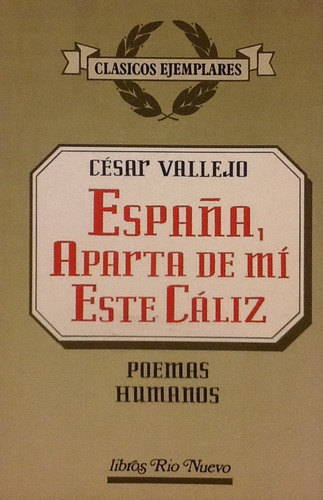 CLASICOS EJEMPLARES
CÉSAR VALLEJO
ESPAÑA,
APARTA DE MÍ
ESTE CÁLIZ
POEMAS
HUMANOS
libros Río Nuevo